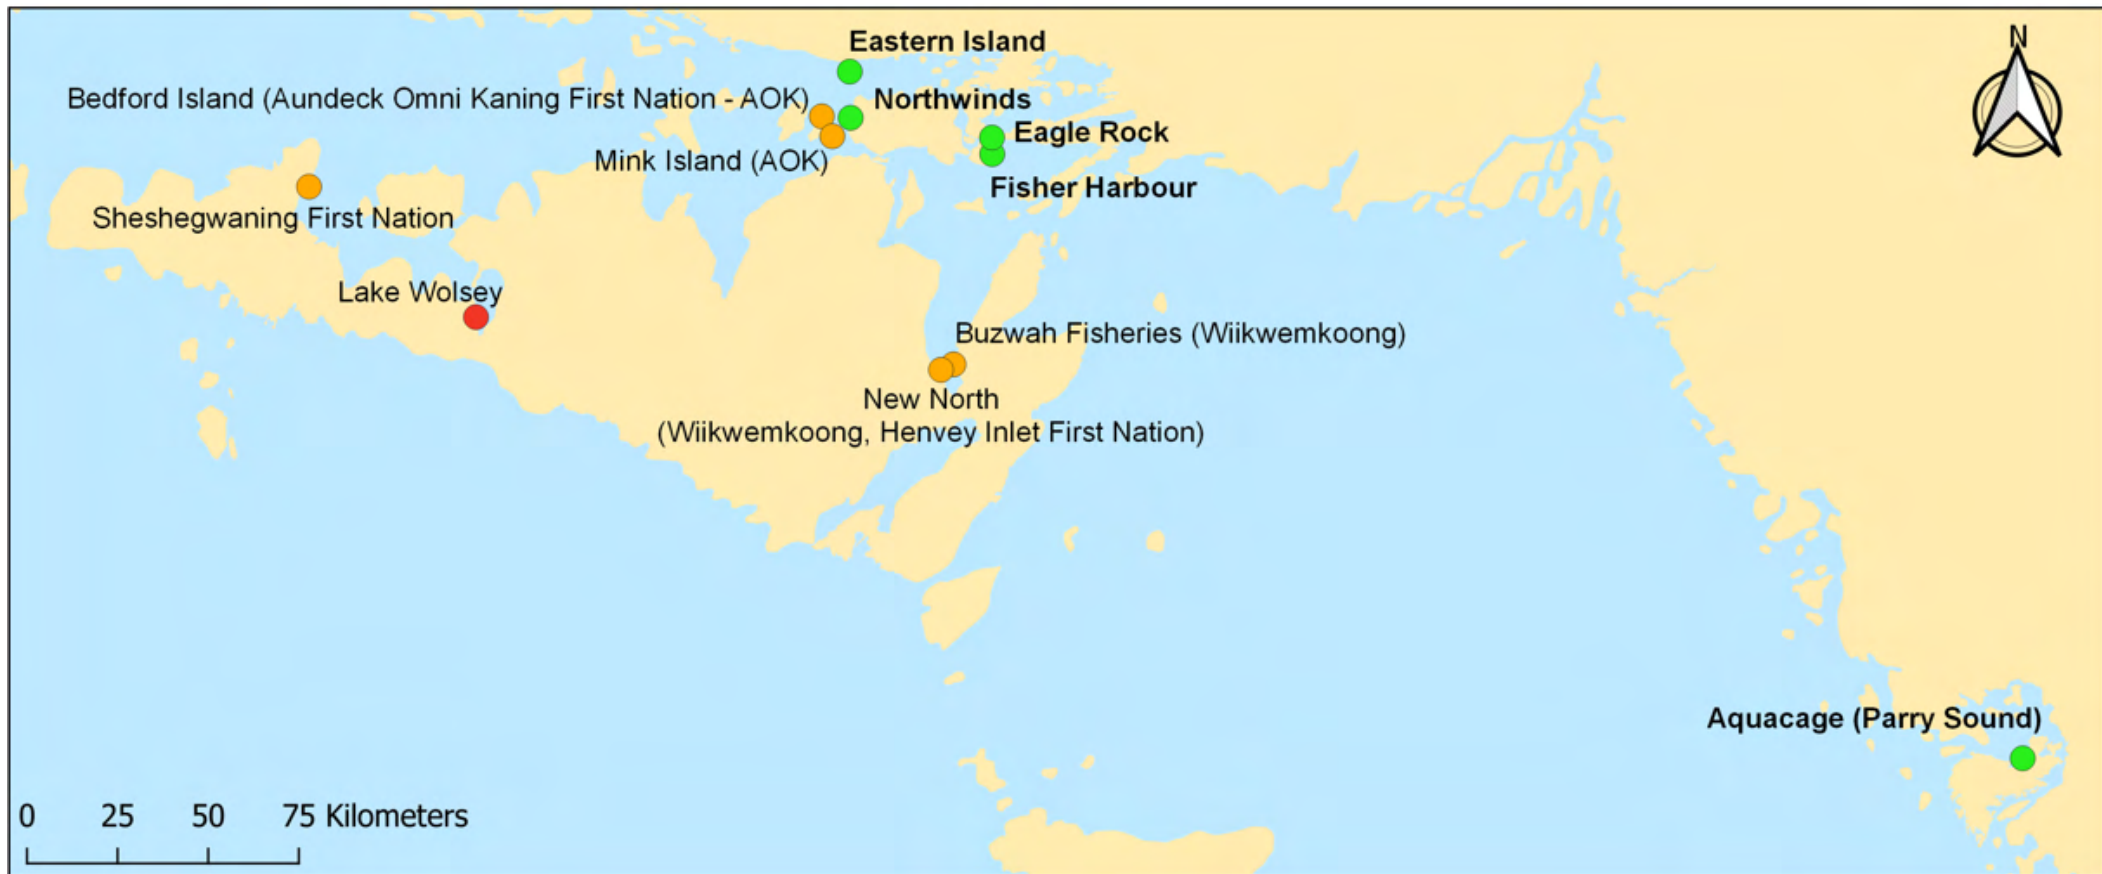 Eastern Island
N
Bedford Island (Aundeck Omni Kaning First Nation - AOK)
Northwinds
Eagle Rock
Mink Island (AOK)
Fisher Harbour
Sheshegwaning First Nation
Lake Wolsey
Buzwah Fisheries (Wiikwemkoong)
New North
(Wiikwemkoong, Henvey Inlet First Nation)
Aquacage (Parry Sound)
0 25 50 75 Kilometers